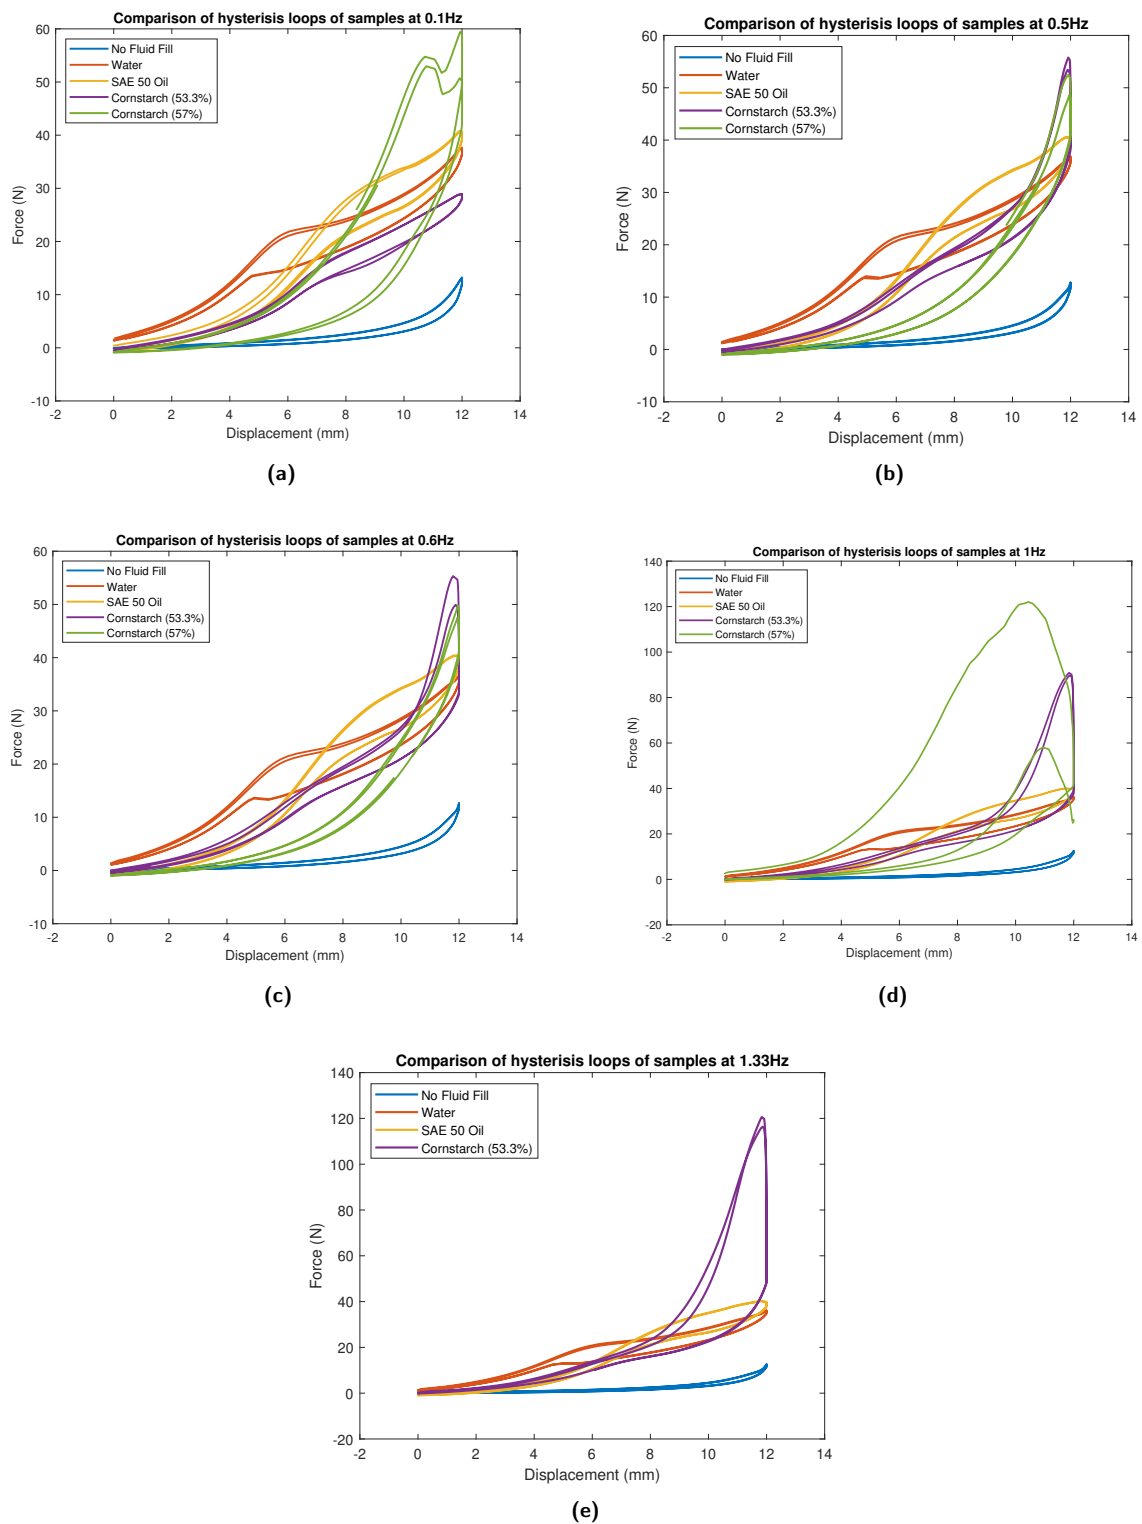 Comparison of hysterisis loops of samples at 0.1Hz
60
50
40
30
20
10
0
-10
No Fluid Fill
Water
SAE 50 Oil
Cornstarch (53.3%)
Cornstarch (57%)
Force (N)
-2 0 2 4 6 8 10 12 14
Displacement (mm)
(a)
Comparison of hysterisis loops of samples at 0.5Hz
60
50
40
30
20
10
0
-10
No Fluid Fill
Water
SAE 50 Oil
Cornstarch (53.3%)
Cornstarch (57%)
Force (N)
-2 0 2 4 6 8 10 12 14
Displacement (mm)
(b)
Comparison of hysterisis loops of samples at 0.6Hz
60
50
40
30
20
10
0
-10
No Fluid Fill
Water
SAE 50 Oil
Cornstarch (53.3%)
Cornstarch (57%)
Force (N)
-2 0 2 4 6 8 10 12 14
Displacement (mm)
(c)
Comparison of hysterisis loops of samples at 1Hz
140
120
100
80
60
40
20
0
-20
No Fluid Fill
Water
SAE 50 Oil
Cornstarch (53.3%)
Cornstarch (57%)
Force (N)
-2 0 2 4 6 8 10 12 14
Displacement (mm)
(d)
Comparison of hysterisis loops of samples at 1.33Hz
140
120
100
80
60
40
20
0
-20
No Fluid Fill
Water
SAE 50 Oil
Cornstarch (53.3%)
Force (N)
-2 0 2 4 6 8 10 12 14
Displacement (mm)
(e)